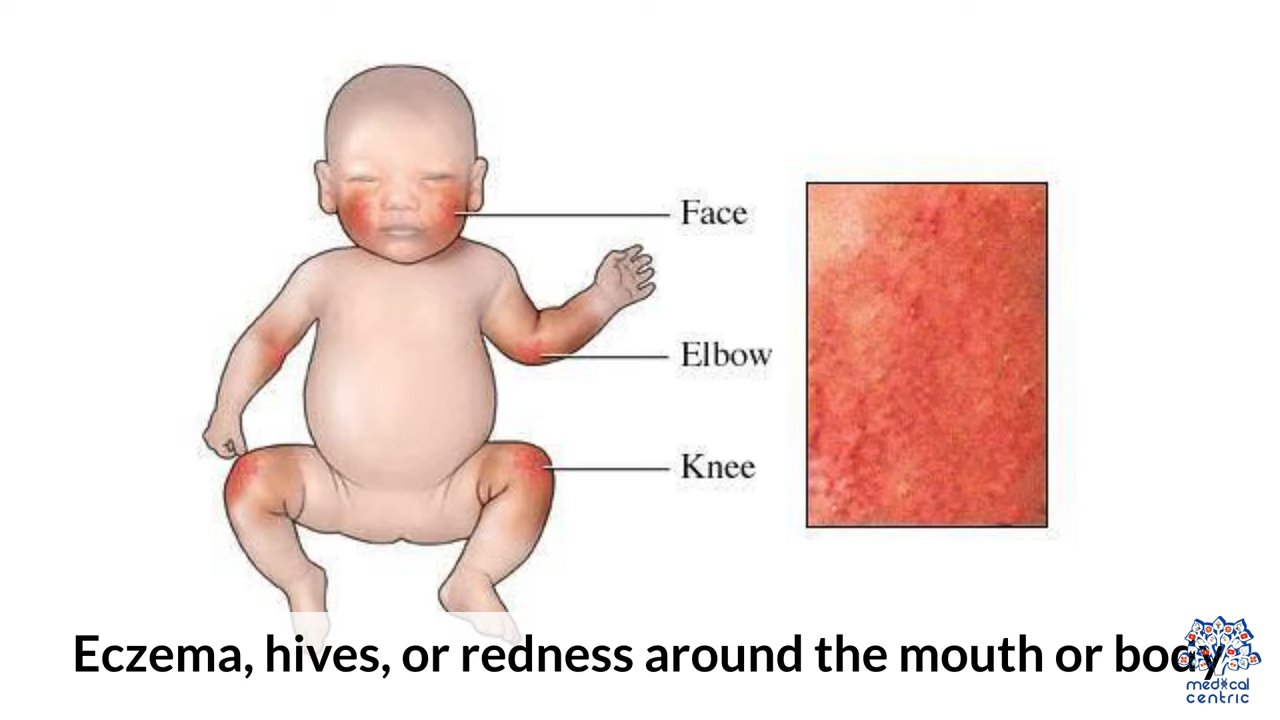 Face
Elbow
Knee
Eczema, hives, or redness around the mouth or body
medical
centric